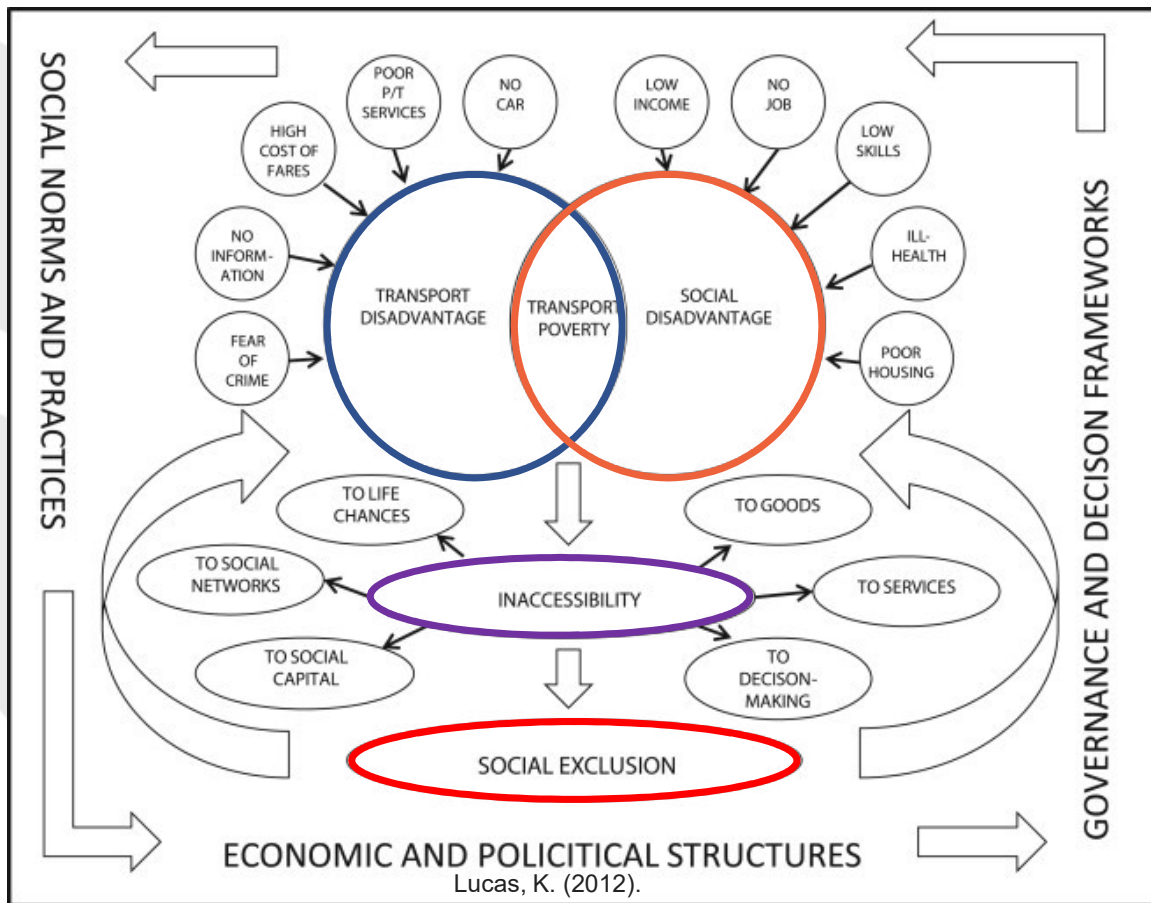 SOCIAL NORMS AND PRACTICES
POOR
P/T
SERVICES
NO
CAR
LOW
INCOME
NO
JOB
HIGH
COST OF
FARES
LOW
SKILLS
NO
INFORM-
ATION
ILL-
HEALTH
FEAR
OF
CRIME
POOR
HOUSING
TRANSPORT
DISADVANTAGE
TRANSPORT
POVERTY
SOCIAL
DISADVANTAGE
GOVERNANCE AND DECISON FRAMEWORKS
TO LIFE
CHANCES
TO GOODS
TO SOCIAL
NETWORKS
INACCESSIBILITY
TO SERVICES
TO SOCIAL
CAPITAL
TO
DECISON-
MAKING
SOCIAL EXCLUSION
ECONOMIC AND POLICITICAL STRUCTURES
Lucas, K. (2012).